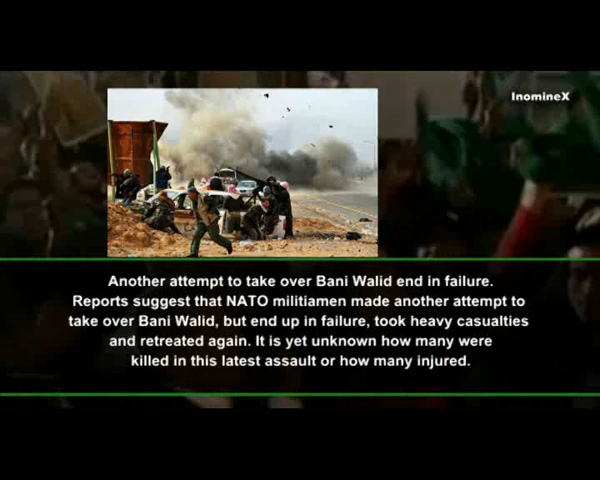 InomineX
Another attempt to take over Bani Walid end in failure.
Reports suggest that NATO militiamen made another attempt to
take over Bani Walid, but end up in failure, took heavy casualties
and retreated again. It is yet unknown how many were
killed in this latest assault or how many injured.